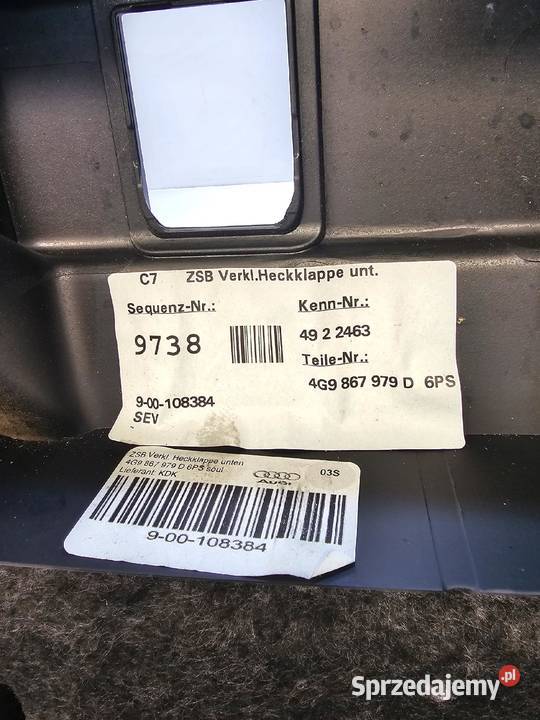 C7 ZSB Verkl.Heckklappe unt.
Sequenz-Nr.: Kenn-Nr.:
9738 49 2 2463
Teile-Nr.:
4G9 867 979 D 6PS
9-00-108384
SEV
ZSB Verkl. Heckklappe unten
4G9 867 979 D 6PS soul
Lieferant: KDK
Audi
03S
9-00-108384
Sprzedajemy.pl